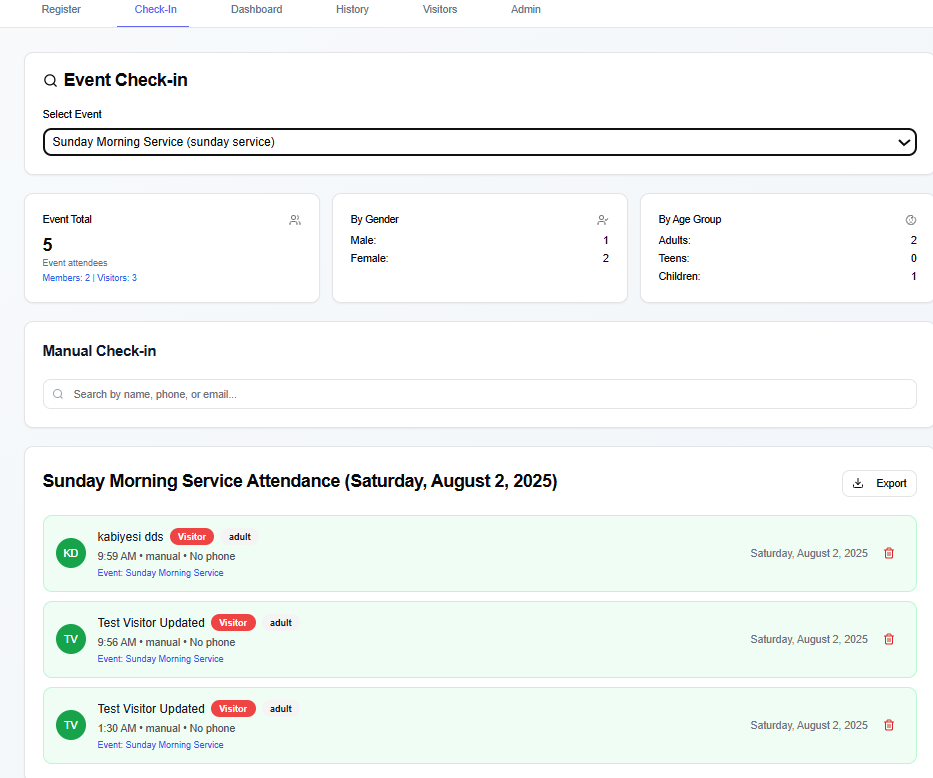 Register Check-In Dashboard History Visitors Admin
Event Check-in
Select Event
Sunday Morning Service (sunday service)
Event Total
5
Event attendees
Members: 2 | Visitors: 3
By Gender
Male: 1
Female: 2
By Age Group
Adults: 2
Teens: 0
Children: 1
Manual Check-in
Search by name, phone, or email...
Sunday Morning Service Attendance (Saturday, August 2, 2025)
Export
KD
kabiyesi dds Visitor adult
9:59 AM • manual • No phone
Event: Sunday Morning Service
Saturday, August 2, 2025
TV
Test Visitor Updated Visitor adult
9:56 AM • manual • No phone
Event: Sunday Morning Service
Saturday, August 2, 2025
TV
Test Visitor Updated Visitor adult
1:30 AM • manual • No phone
Event: Sunday Morning Service
Saturday, August 2, 2025